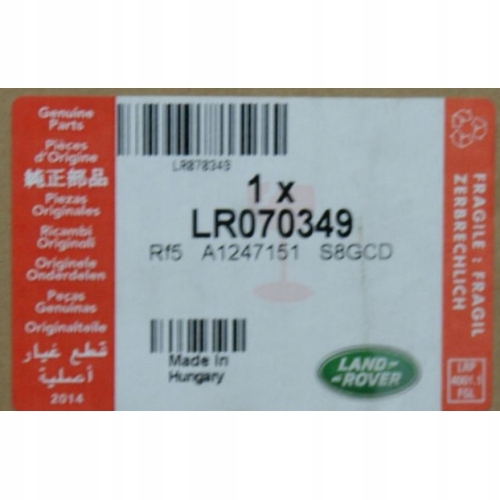 Genuine
Parts
Pièces
d'Origine
純正部品
Piezas
Originales
Ricambi
Originali
Originele
Onderdelen
Peças
Genuínas
Originalteile
قطع غيار
أصلية
2014
LR070349
1 x
LR070349
Rf5 A1247151 S8GCD
Made In
Hungary
LAND-
-ROVER
FRAGILE : FRAGIL
ZERBRECHLICH